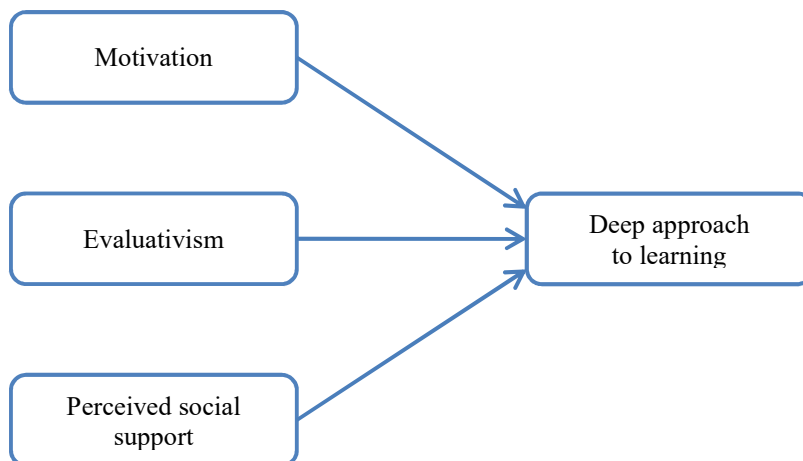 Motivation
Evaluativism
Deep approach
to learning
Perceived social
support